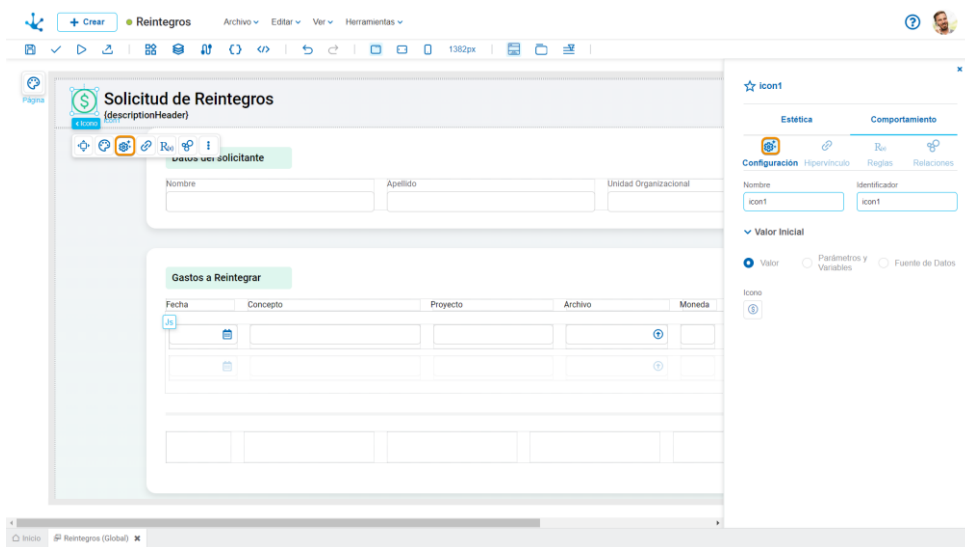 Crear
Reintegros
Archivo
Editar
Ver
Herramientas
?
1382px
Página
Solicitud de Reintegros
{descriptionHeader}
Icono
icon1
Datos del solicitante
Nombre
Apellido
Unidad Organizacional
Gastos a Reintegrar
Fecha
Concepto
Proyecto
Archivo
Moneda
Js
icon1
Estética
Comportamiento
Configuración
Hipervínculo
Reglas
Relaciones
Nombre
Identificador
icon1
icon1
Valor Inicial
Valor
Parámetros y
Variables
Fuente de Datos
Icono
Inicio
Reintegros (Global)